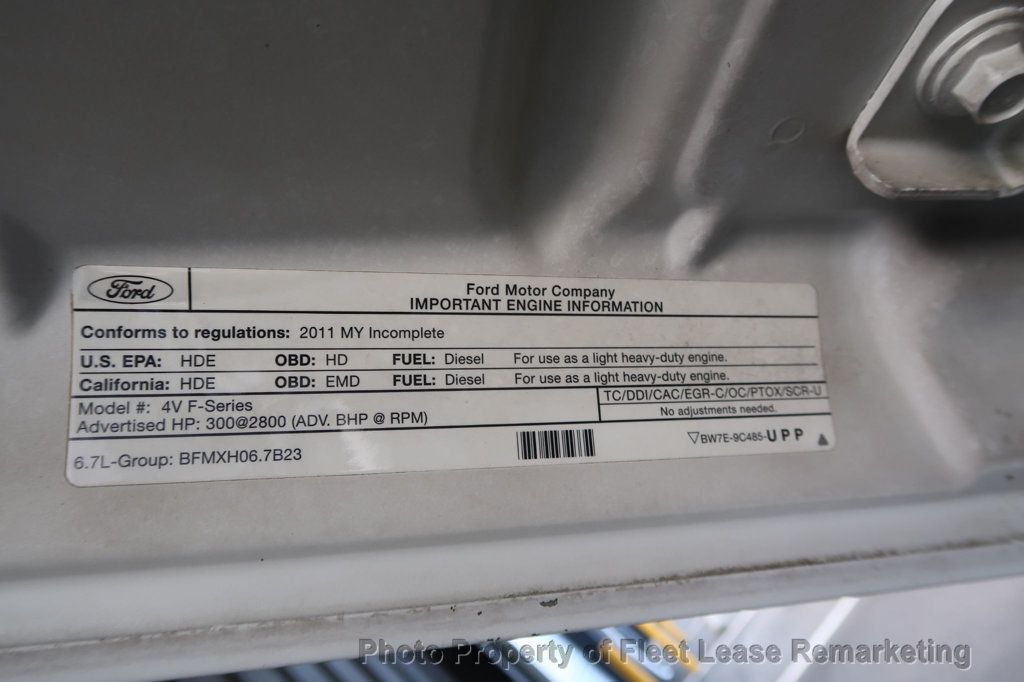 Ford
Ford Motor Company
IMPORTANT ENGINE INFORMATION
Conforms to regulations: 2011 MY Incomplete
U.S. EPA: HDE OBD: HD FUEL: Diesel For use as a light heavy-duty engine.
California: HDE OBD: EMD FUEL: Diesel For use as a light heavy-duty engine.
Model #: 4V F-Series
TC/DDI/CAC/EGR-C/OC/PTOX/SCR-U
Advertised HP: 300@2800 (ADV. BHP @ RPM)
No adjustments needed.
6.7L-Group: BFMXH06.7B23
BW7E-9C485-UPP
Photo Property of Fleet Lease Remarketing